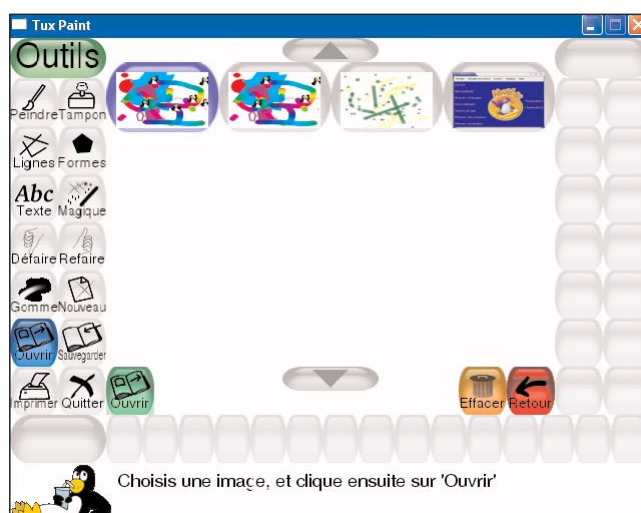 Tux Paint
Outils
Peindre Tampon
Lignes Formes
Abc
Texte Magique
Défaire Refaire
Gomme Nouveau
Ouvrir Sauvegarder
Imprimer Quitter Ouvrir Effacer Retour
Choisis une image, et clique ensuite sur 'Ouvrir'